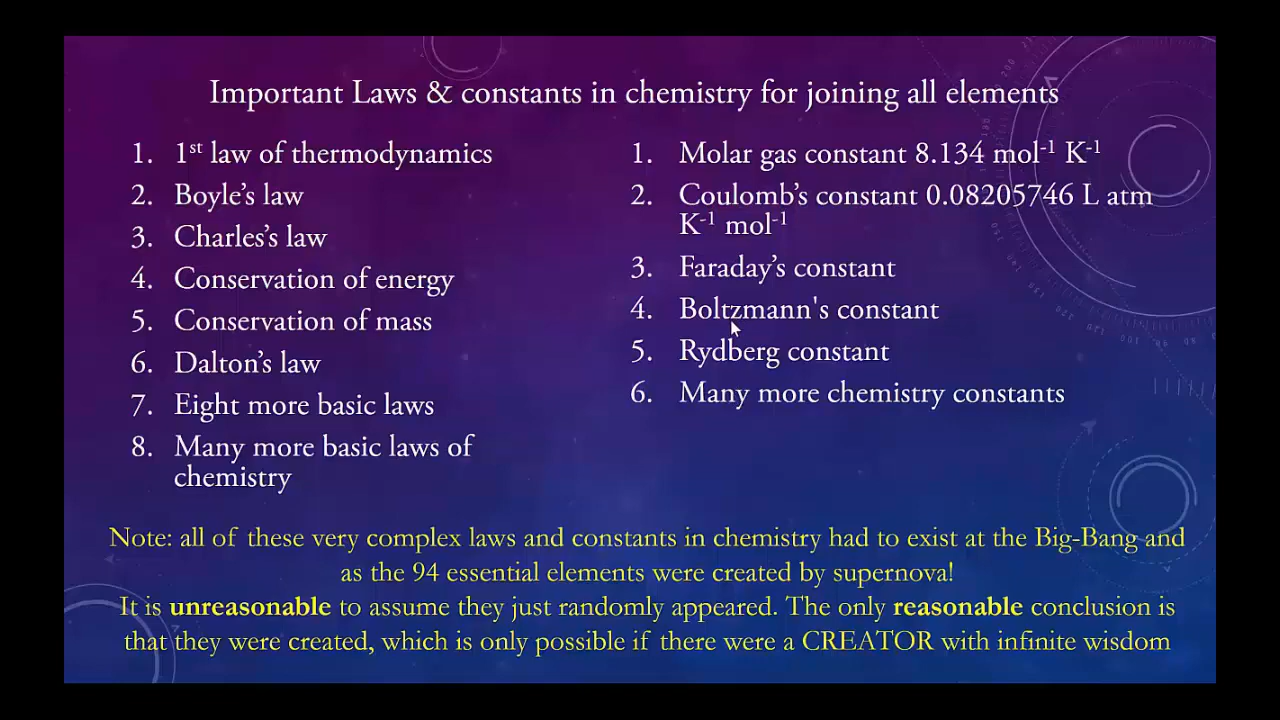 Important Laws & constants in chemistry for joining all elements
1. 1st law of thermodynamics
2. Boyle’s law
3. Charles’s law
4. Conservation of energy
5. Conservation of mass
6. Dalton’s law
7. Eight more basic laws
8. Many more basic laws of
chemistry
1. Molar gas constant 8.134 mol-1 K-1
2. Coulomb’s constant 0.08205746 L atm
K-1 mol-1
3. Faraday’s constant
4. Boltzmann's constant
5. Rydberg constant
6. Many more chemistry constants
Note: all of these very complex laws and constants in chemistry had to exist at the Big-Bang and
as the 94 essential elements were created by supernova!
It is unreasonable to assume they just randomly appeared. The only reasonable conclusion is
that they were created, which is only possible if there were a CREATOR with infinite wisdom